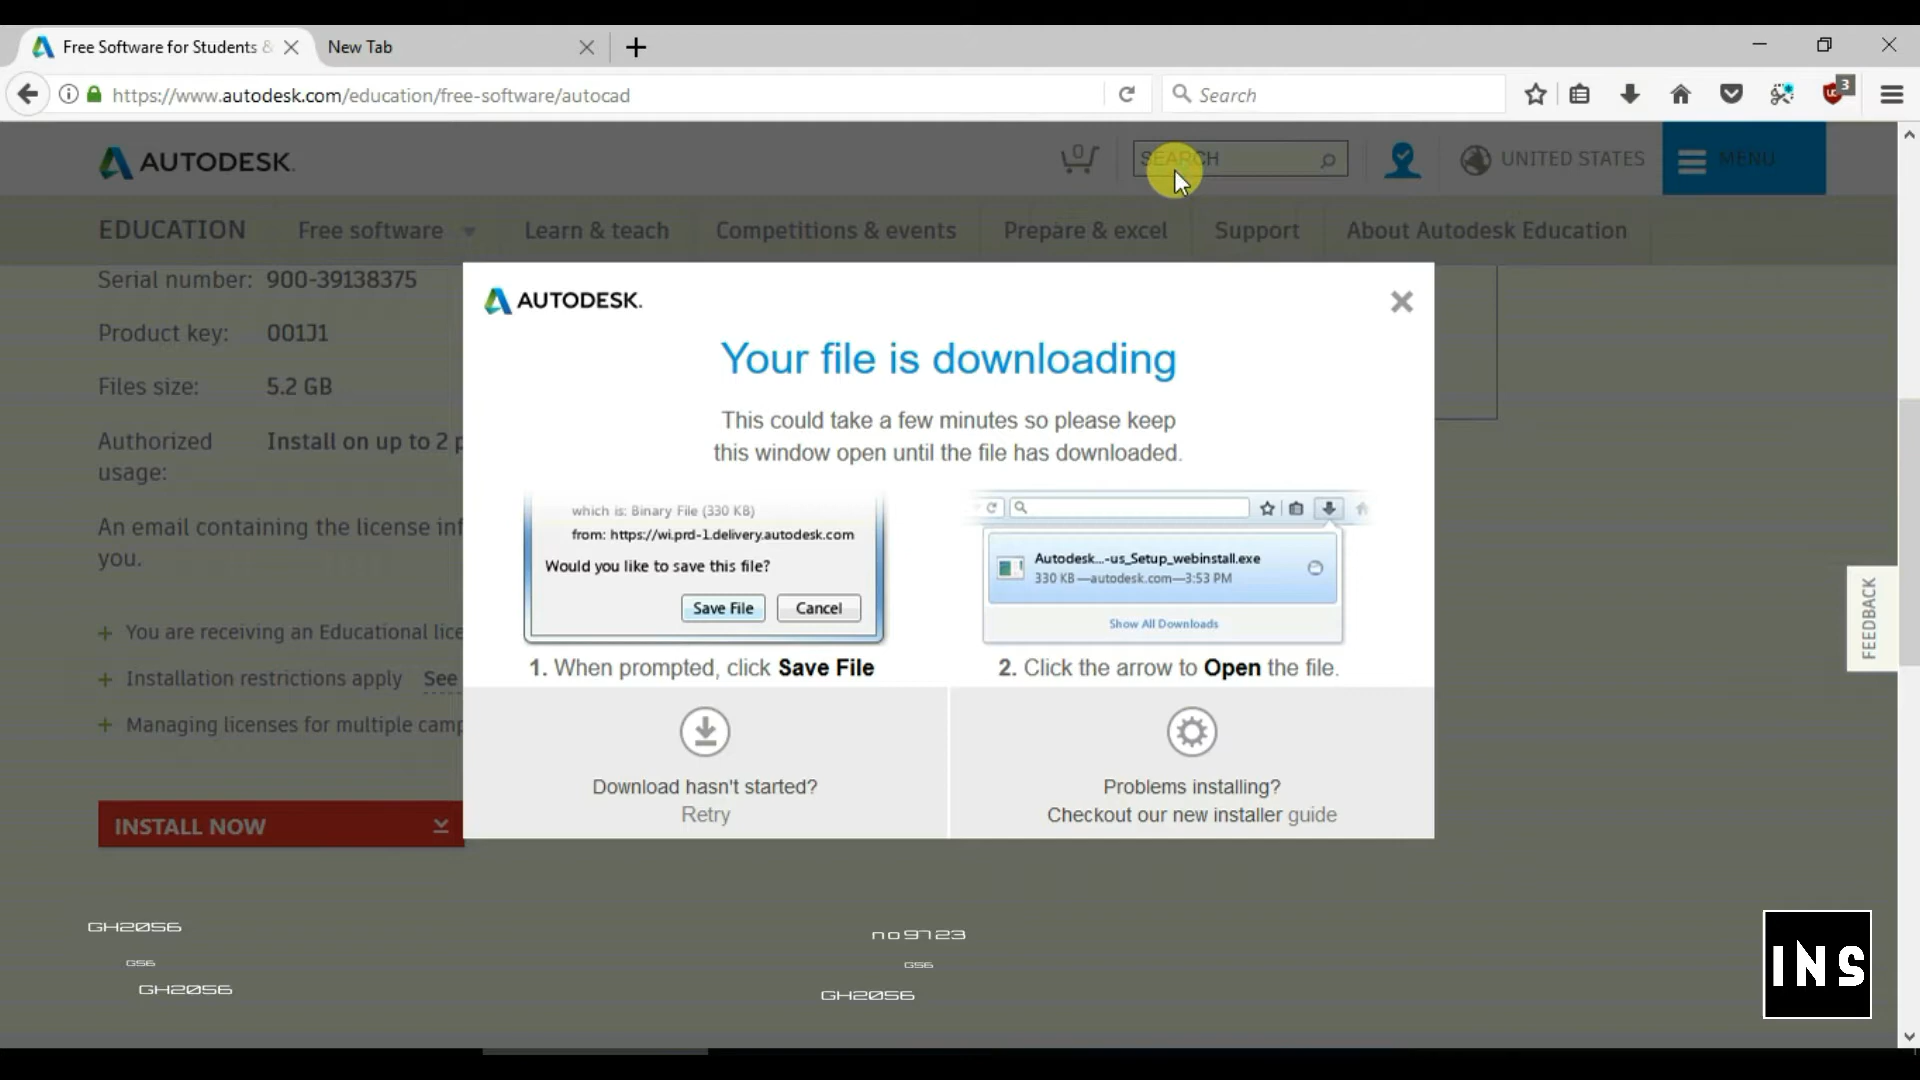 Free Software for Students &
New Tab
https://www.autodesk.com/education/free-software/autocad
Search
3
AUTODESK.
0
SEARCH
UNITED STATES
MENU
EDUCATION
Free software
Learn & teach
Competitions & events
Prepare & excel
Support
About Autodesk Education
Serial number: 900-39138375
Product key: 001J1
Files size: 5.2 GB
Authorized usage: Install on up to 2 p
An email containing the license inf
you.
+ You are receiving an Educational lice
+ Installation restrictions apply See
+ Managing licenses for multiple camp
INSTALL NOW
AUTODESK.
Your file is downloading
This could take a few minutes so please keep
this window open until the file has downloaded.
which is: Binary File (330 KB)
from: https://wi.prd-1.delivery.autodesk.com
Would you like to save this file?
Save File
Cancel
1. When prompted, click Save File
Autodesk...-us_Setup_webinstall.exe
330 KB—autodesk.com—3:53 PM
Show All Downloads
2. Click the arrow to Open the file.
Download hasn't started?
Retry
Problems installing?
Checkout our new installer guide
FEEDBACK
GH2056
GS6
GH2056
no9723
GS6
GH2056
INS